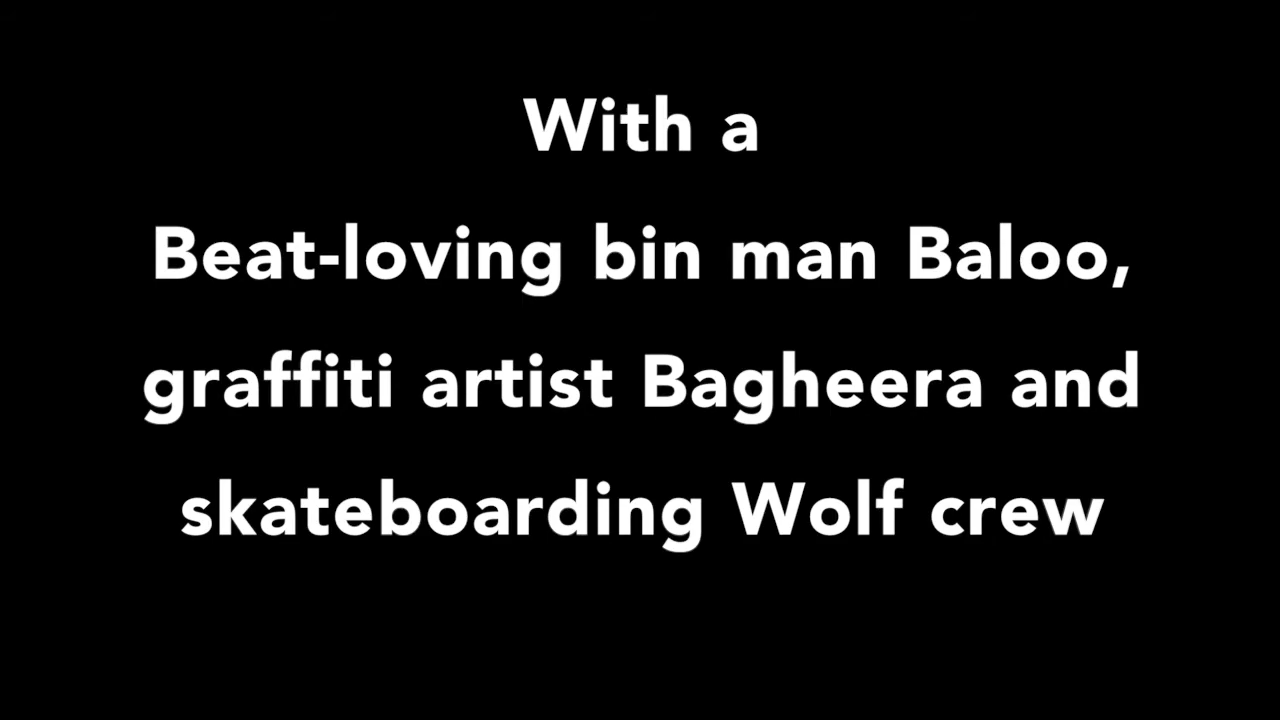 With a
Beat-loving bin man Baloo,
graffiti artist Bagheera and
skateboarding Wolf crew